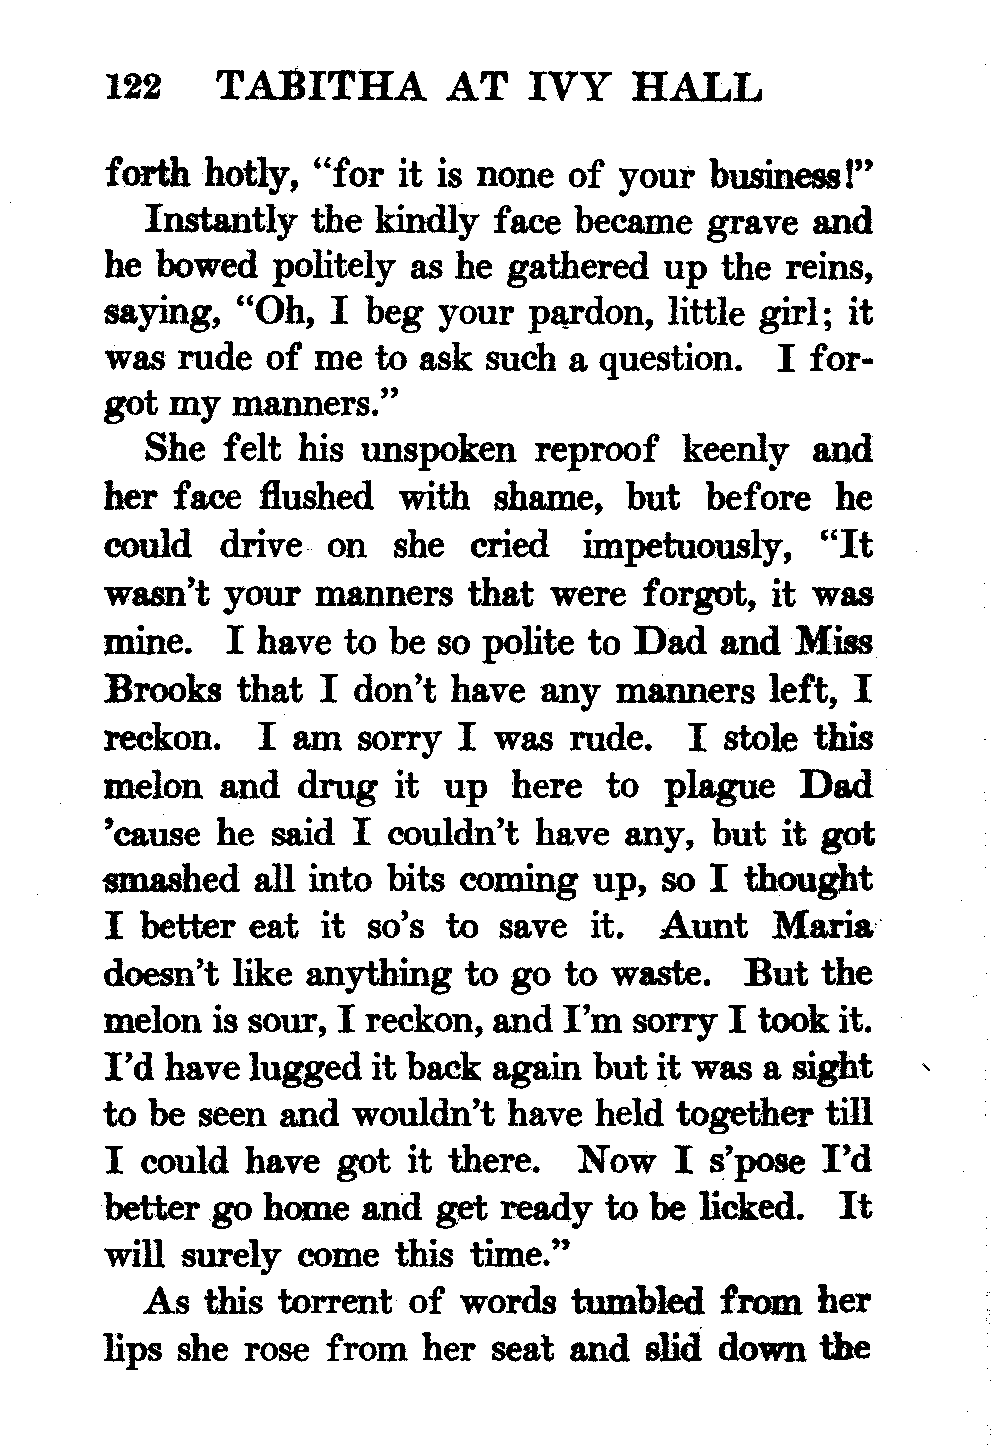 122 TABITHA AT IVY HALL
forth hotly, “for it is none of your business!”
Instantly the kindly face became grave and
he bowed politely as he gathered up the reins,
saying, “Oh, I beg your pardon, little girl; it
was rude of me to ask such a question. I for-
got my manners.”
She felt his unspoken reproof keenly and
her face flushed with shame, but before he
could drive on she cried impetuously, “It
wasn’t your manners that were forgot, it was
mine. I have to be so polite to Dad and Miss
Brooks that I don’t have any manners left, I
reckon. I am sorry I was rude. I stole this
melon and drug it up here to plague Dad
’cause he said I couldn’t have any, but it got
smashed all into bits coming up, so I thought
I better eat it so’s to save it. Aunt Maria
doesn’t like anything to go to waste. But the
melon is sour, I reckon, and I’m sorry I took it.
I’d have lugged it back again but it was a sight
to be seen and wouldn’t have held together till
I could have got it there. Now I s’pose I’d
better go home and get ready to be licked. It
will surely come this time.”
As this torrent of words tumbled from her
lips she rose from her seat and slid down the